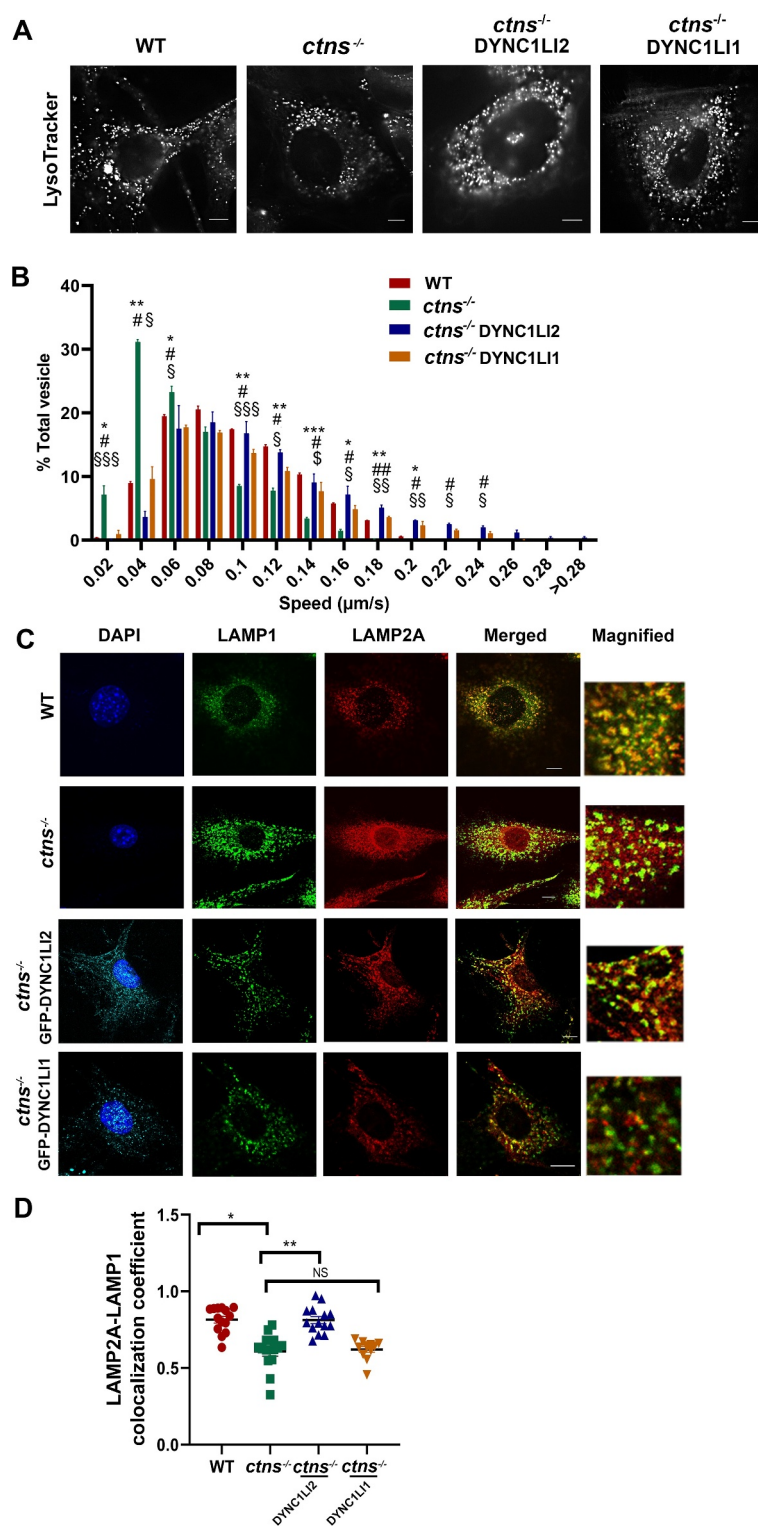 A
WT
ctns-/-
ctns-/-
DYNC1LI2
ctns-/-
DYNC1LI1
LysoTracker
B
% Total vesicle
40
30
20
10
0
WT
ctns-/-
ctns-/- DYNC1LI2
ctns-/- DYNC1LI1
*
#
§§§
**
# §
*
#
§
**
#
§§§
**
#
§
***
#
$
*
#
§
**
##
§§
*
#
§§
#
§
#
§
0.02
0.04
0.06
0.08
0.1
0.12
0.14
0.16
0.18
0.2
0.22
0.24
0.26
0.28
>0.28
Speed (µm/s)
C
DAPI
LAMP1
LAMP2A
Merged
Magnified
WT
ctns-/-
ctns-/-
GFP-DYNC1LI2
ctns-/-
GFP-DYNC1LI1
D
LAMP2A-LAMP1
colocalization coefficient
1.5
1.0
0.5
0.0
*
**
NS
WT
ctns-/-
ctns-/-
DYNC1LI2
ctns-/-
DYNC1LI1